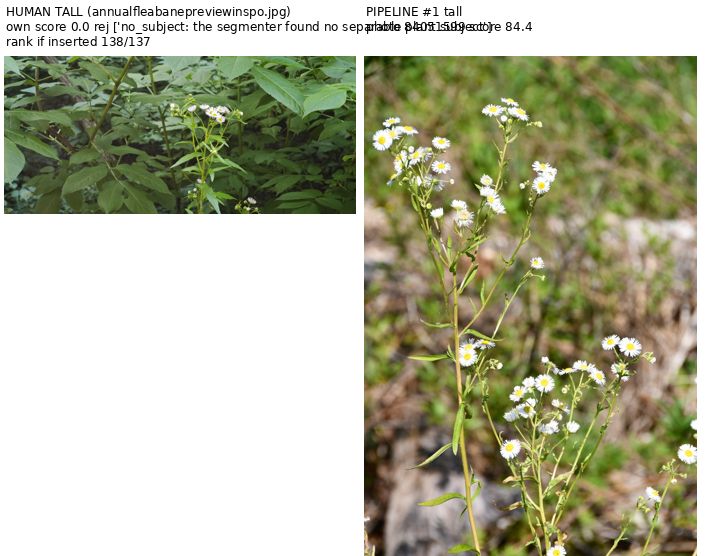 HUMAN TALL (annualfleabanepreviewinspo.jpg)
own score 0.0 rej ['no_subject: the segmenter found no
rank if inserted 138/137
PIPELINE #1 tall
score 84.4